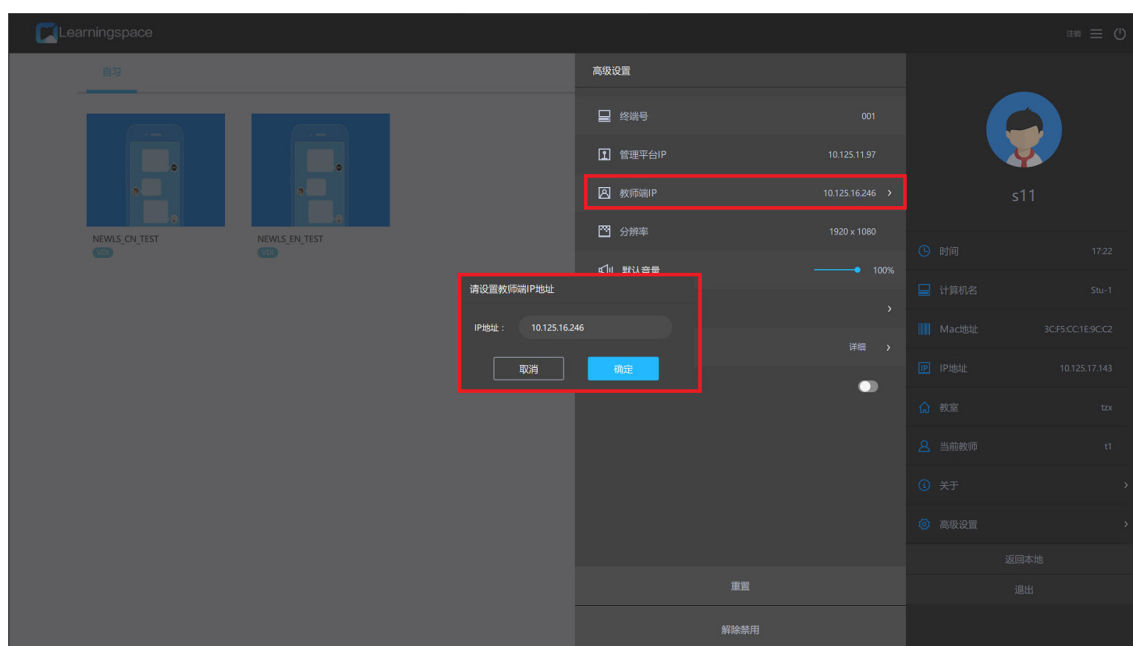 Learningspace
注销
自习
NEWLS_CN_TEST
VDI
NEWLS_EN_TEST
VDI
高级设置
终端号 001
管理平台IP 10.125.11.97
教师端IP 10.125.16.246
分辨率 1920 x 1080
默认音量 100%
详细
请设置教师端IP地址
IP地址： 10.125.16.246
取消 确定
重置
解除禁用
s11
时间 17:22
计算机名 Stu-1
Mac地址 3C:F5:CC:1E:9C:C2
IP IP地址 10.125.17.143
教室 tzx
当前教师 t1
关于
高级设置
返回本地
退出